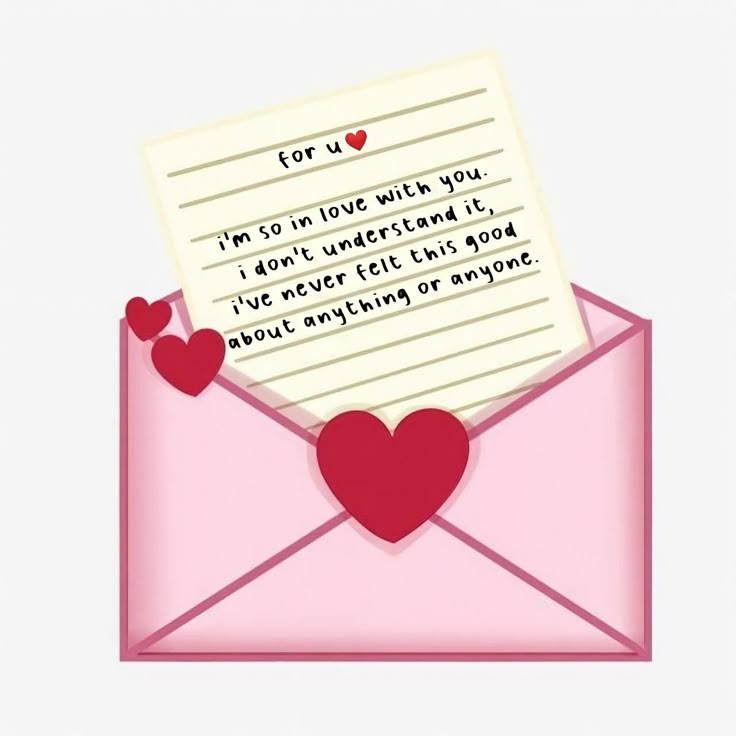 for u❤️
i'm so in love with you.
i don't understand it,
i've never felt this good
about anything or anyone.